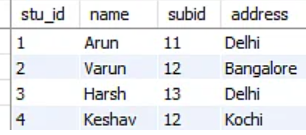 stu_id name subid address
1 Arun 11 Delhi
2 Varun 12 Bangalore
3 Harsh 13 Delhi
4 Keshav 12 Kochi